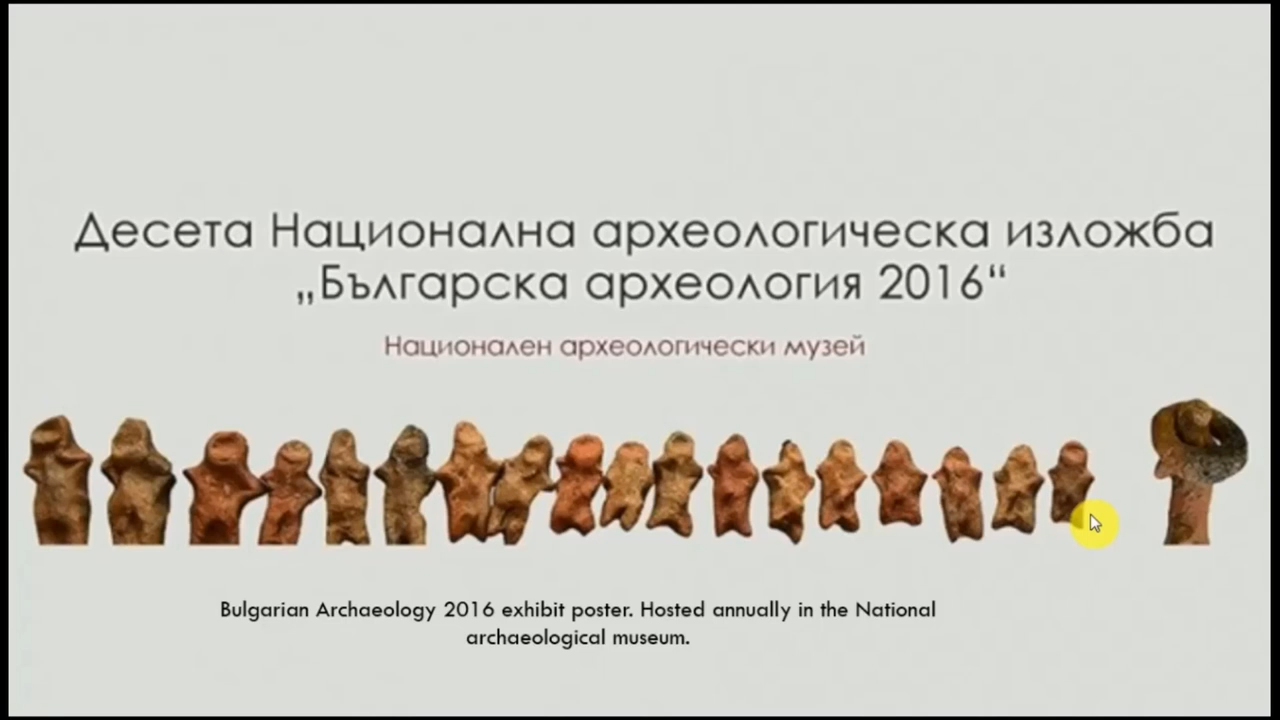 Десета Национална археологическа изложба
„Българска археология 2016“
Национален археологически музей
Bulgarian Archaeology 2016 exhibit poster. Hosted annually in the National
archaeological museum.